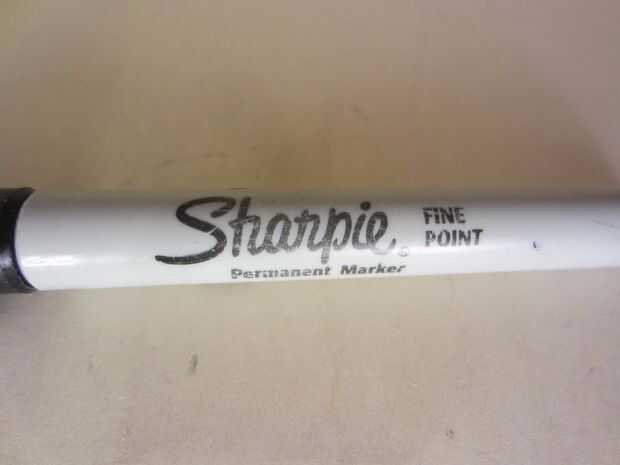 Sharpie®
FINE
POINT
Permanent Marker